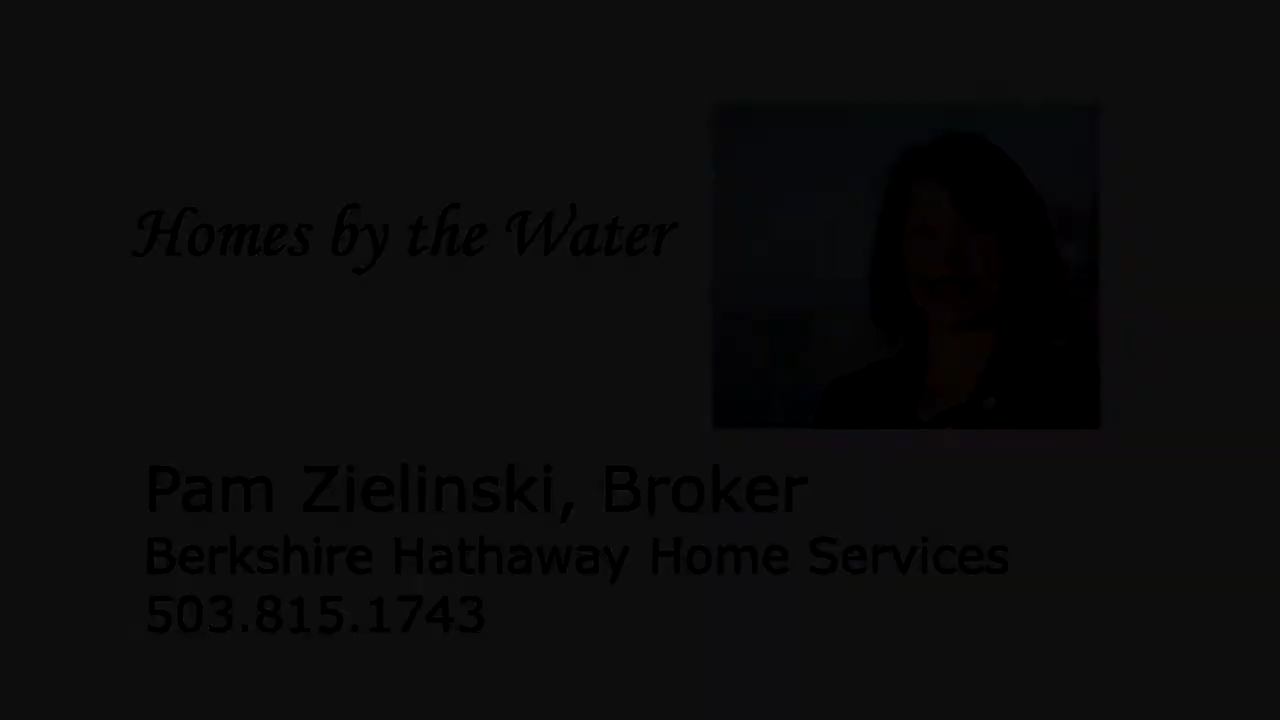 Homes by the Water
Pam Zielinski, Broker
Berkshire Hathaway Home Services
503.815.1743